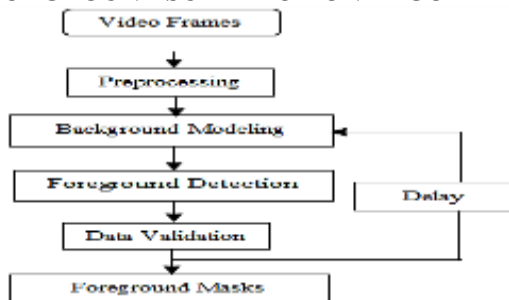 Video Frames
Preprocessing
Background Modeling
Foreground Detection
Delay
Data Validation
Foreground Masks